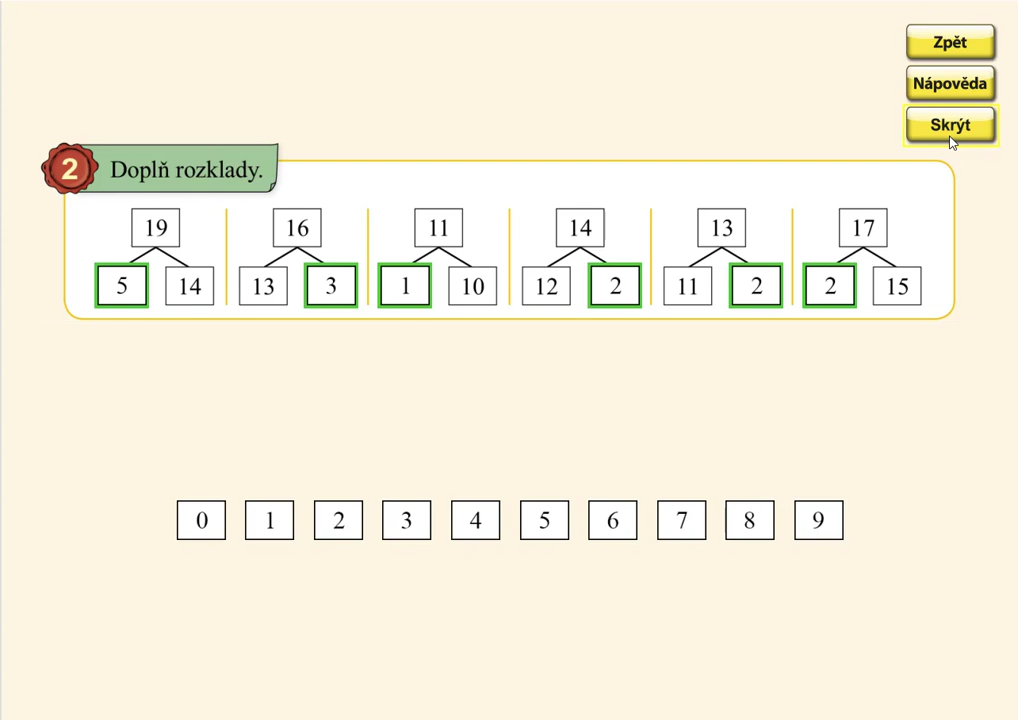 Zpět
Nápověda
Skrýt
2 Doplň rozklady.
19 16 11 14 13 17
5 14 13 3 1 10 12 2 11 2 2 15
0 1 2 3 4 5 6 7 8 9